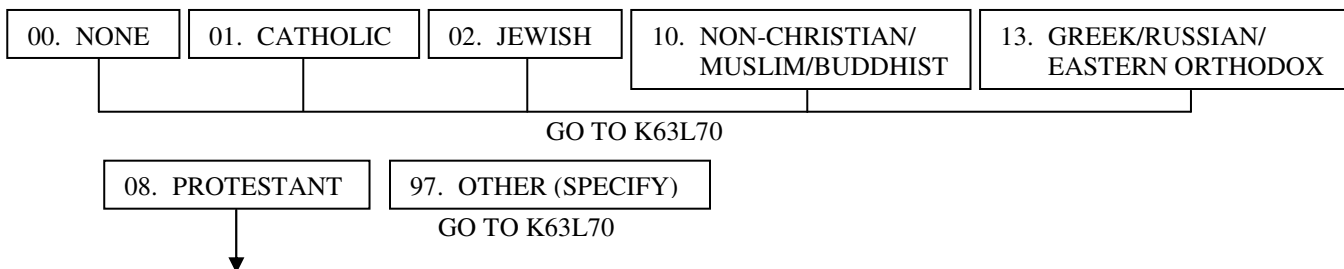 00. NONE
01. CATHOLIC
02. JEWISH
10. NON-CHRISTIAN/
MUSLIM/BUDDHIST
13. GREEK/RUSSIAN/
EASTERN ORTHODOX
GO TO K63L70
08. PROTESTANT
97. OTHER (SPECIFY)
GO TO K63L70